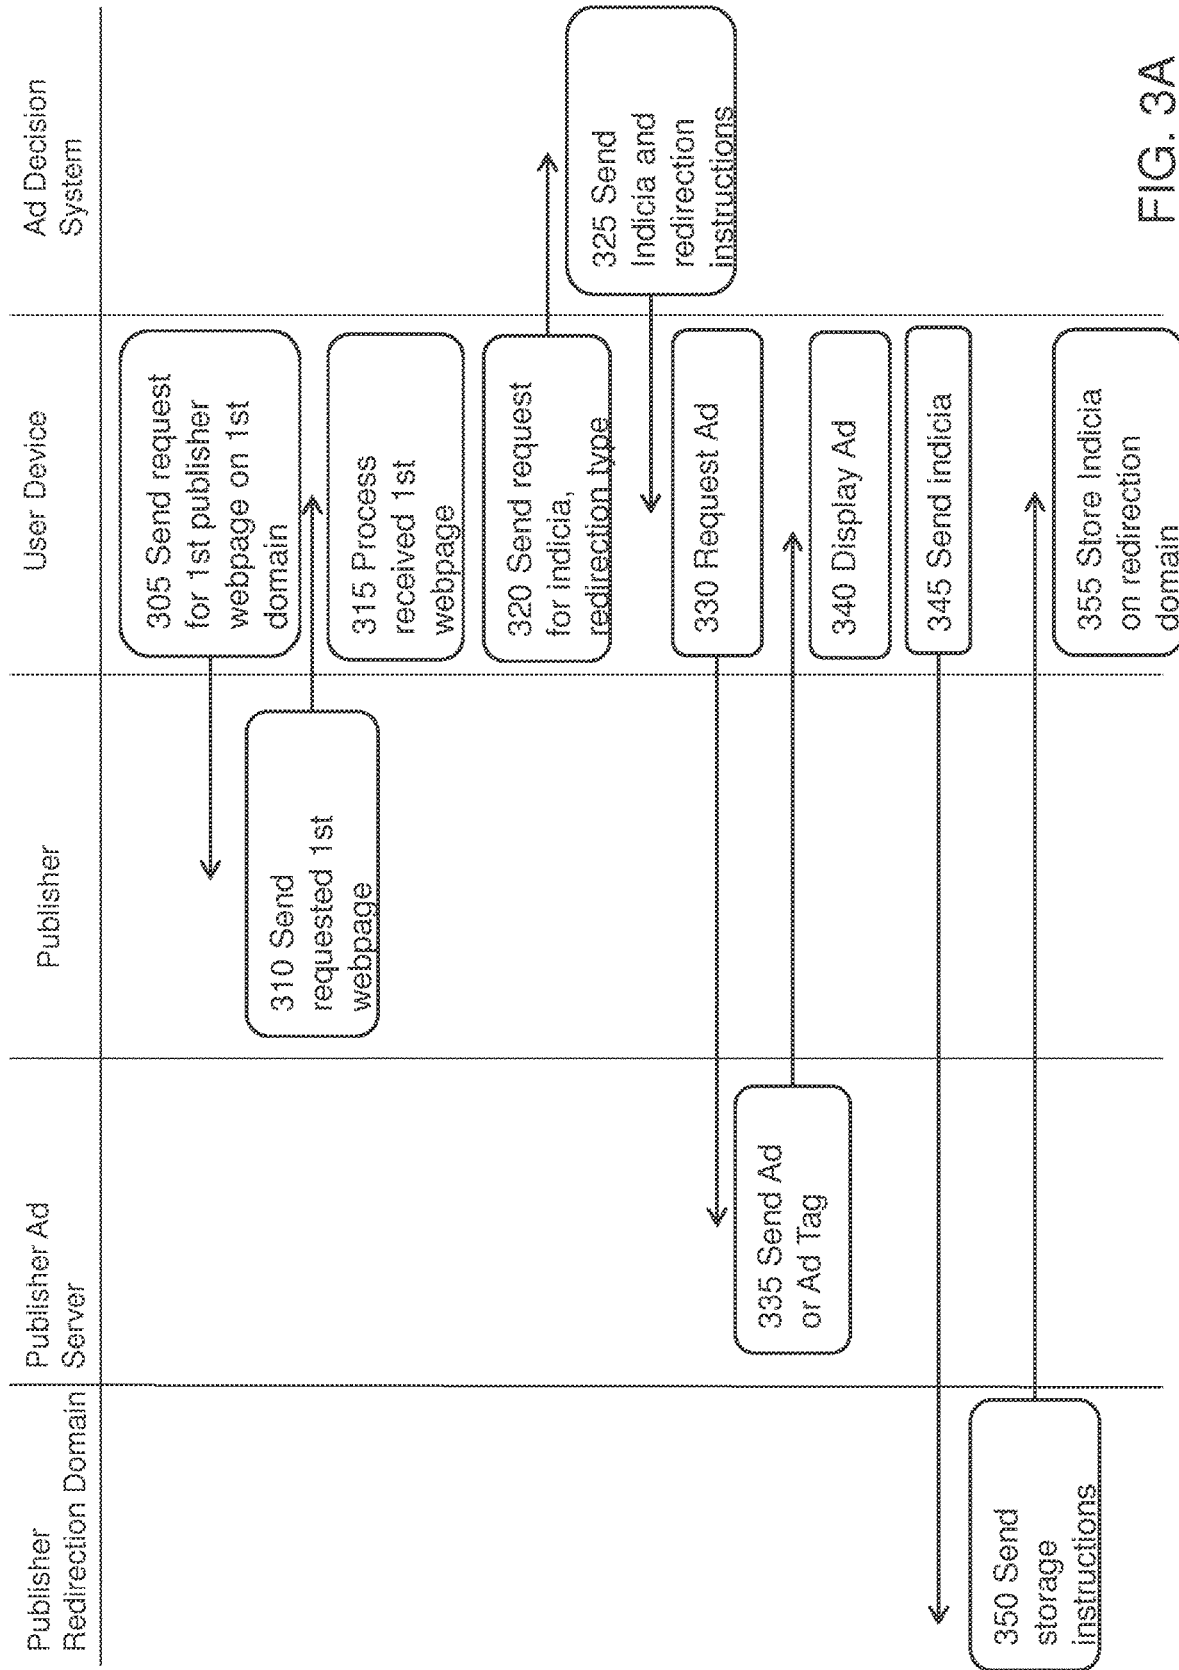 Publisher
Redirection Domain
Publisher Ad
Server
Publisher
User Device
Ad Decision
System
305 Send request
for 1st publisher
webpage on 1st
domain
310 Send
requested 1st
webpage
315 Process
received 1st
webpage
320 Send request
for indicia,
redirection type
325 Send
Indicia and
redirection
instructions
330 Request Ad
335 Send Ad
or Ad Tag
340 Display Ad
345 Send indicia
350 Send
storage
instructions
355 Store Indicia
on redirection
domain
FIG. 3A